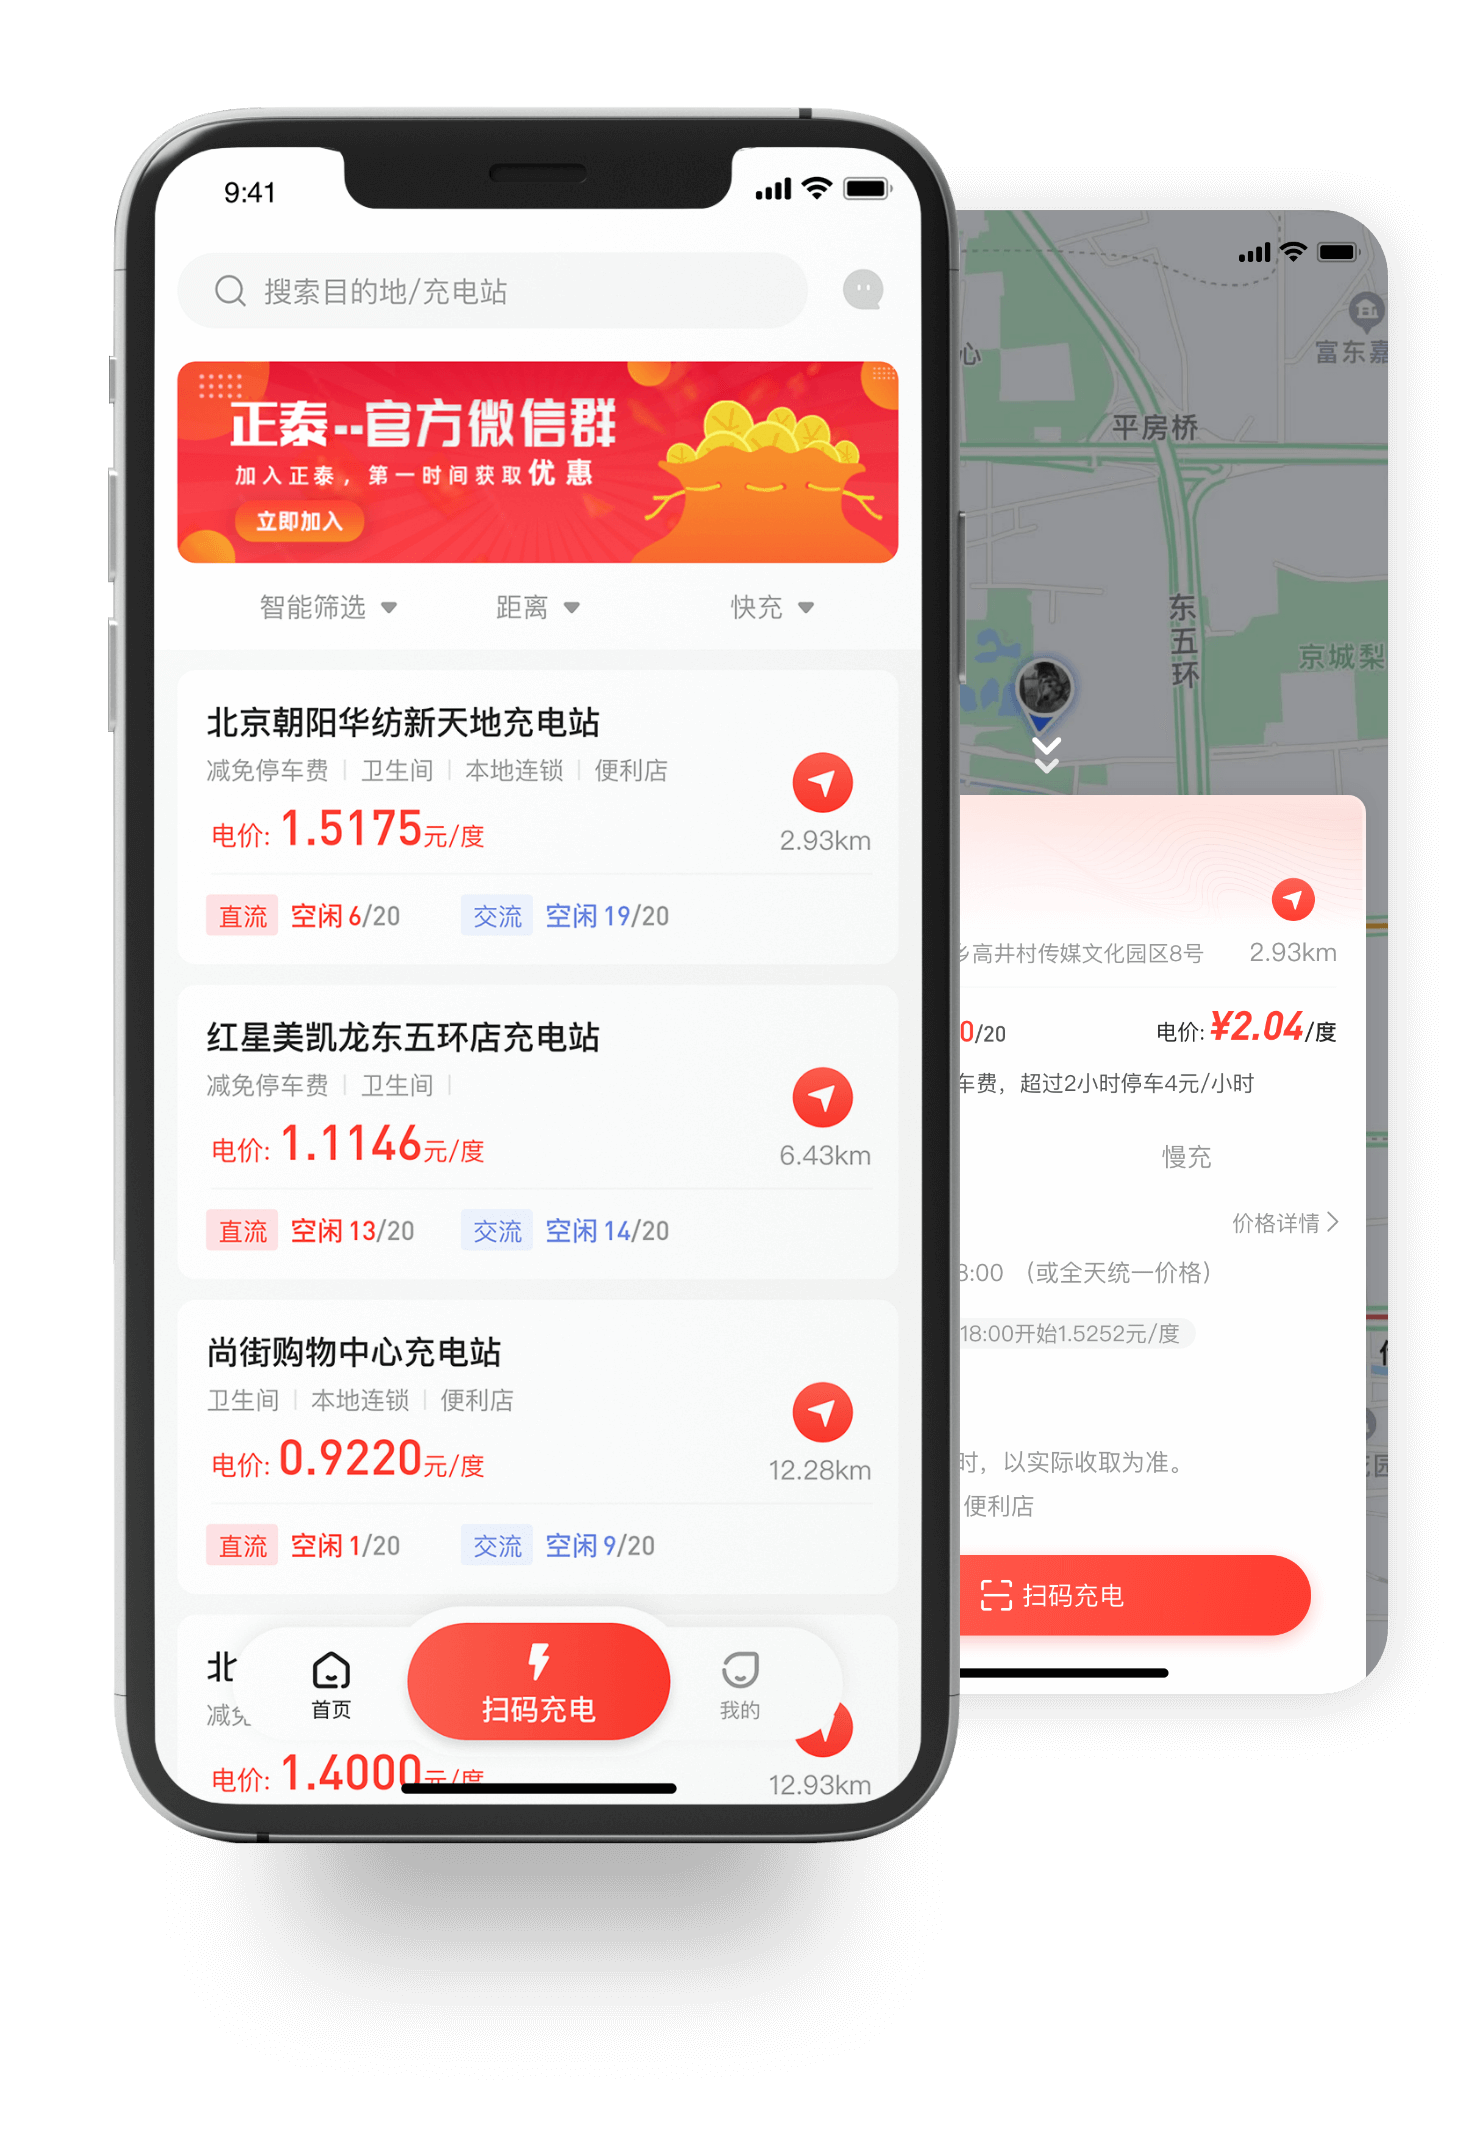 9:41
搜索目的地/充电站
正泰--官方微信群
加入正泰，第一时间获取优惠
立即加入
智能筛选
距离
快充
北京朝阳华纺新天地充电站
减免停车费 | 卫生间 | 本地连锁 | 便利店
电价: 1.5175元/度
2.93km
直流 空闲 6/20 交流 空闲 19/20
红星美凯龙东五环店充电站
减免停车费 | 卫生间 |
电价: 1.1146元/度
6.43km
直流 空闲 13/20 交流 空闲 14/20
尚街购物中心充电站
卫生间 | 本地连锁 | 便利店
电价: 0.9220元/度
12.28km
直流 空闲 1/20 交流 空闲 9/20
北
减免
电价: 1.4000元/度
12.93km
首页
扫码充电
我的
心
富东嘉
平房桥
东五环
京城梨
乡高井村传媒文化园区8号
2.93km
0/20
电价: ¥2.04/度
车费，超过2小时停车4元/小时
慢充
价格详情
8:00 （或全天统一价格）
18:00开始1.5252元/度
时，以实际收取为准。
便利店
扫码充电
花园